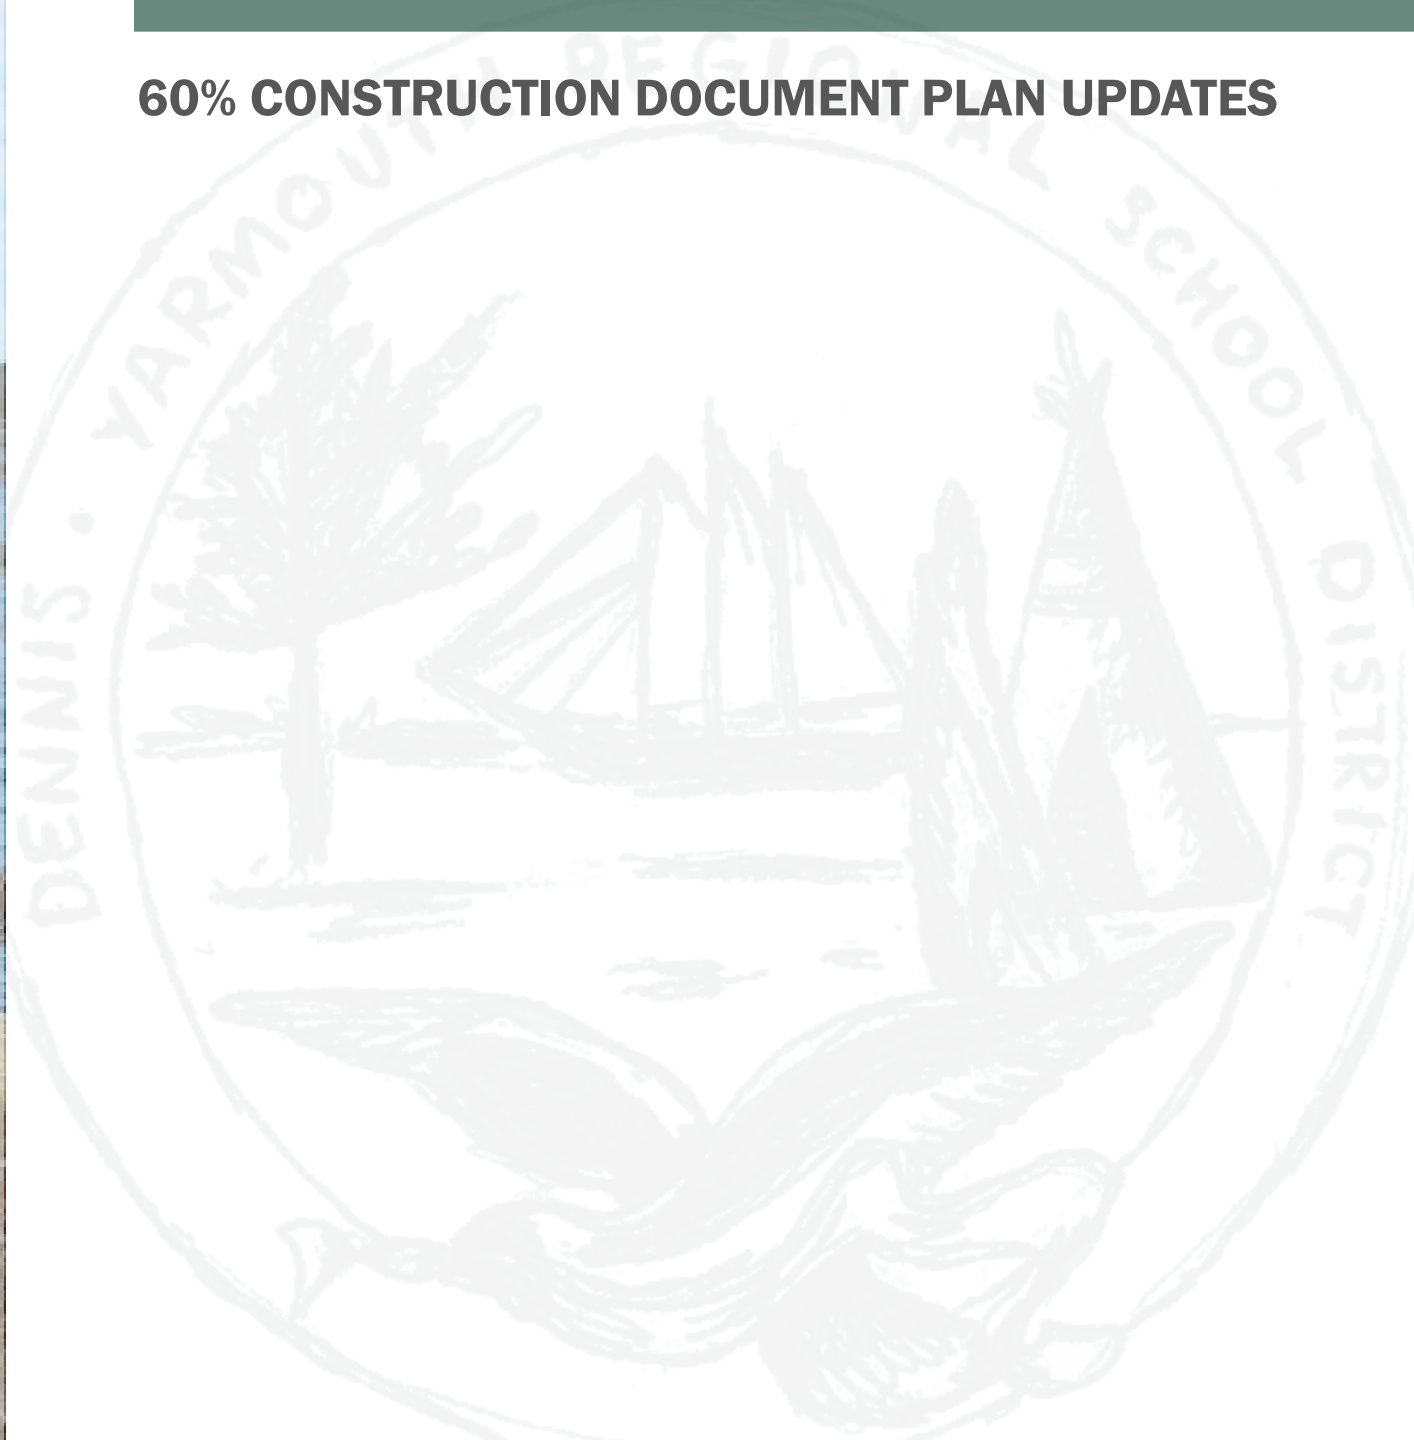 60% CONSTRUCTION DOCUMENT PLAN UPDATES
DENNIS • YARMOUTH REGIONAL SCHOOL DISTRICT